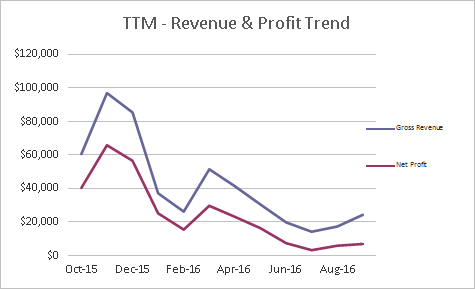 TTM - Revenue & Profit Trend
$120,000
$100,000
$80,000
$60,000
$40,000
$20,000
$0
Oct-15 Dec-15 Feb-16 Apr-16 Jun-16 Aug-16
Gross Revenue
Net Profit